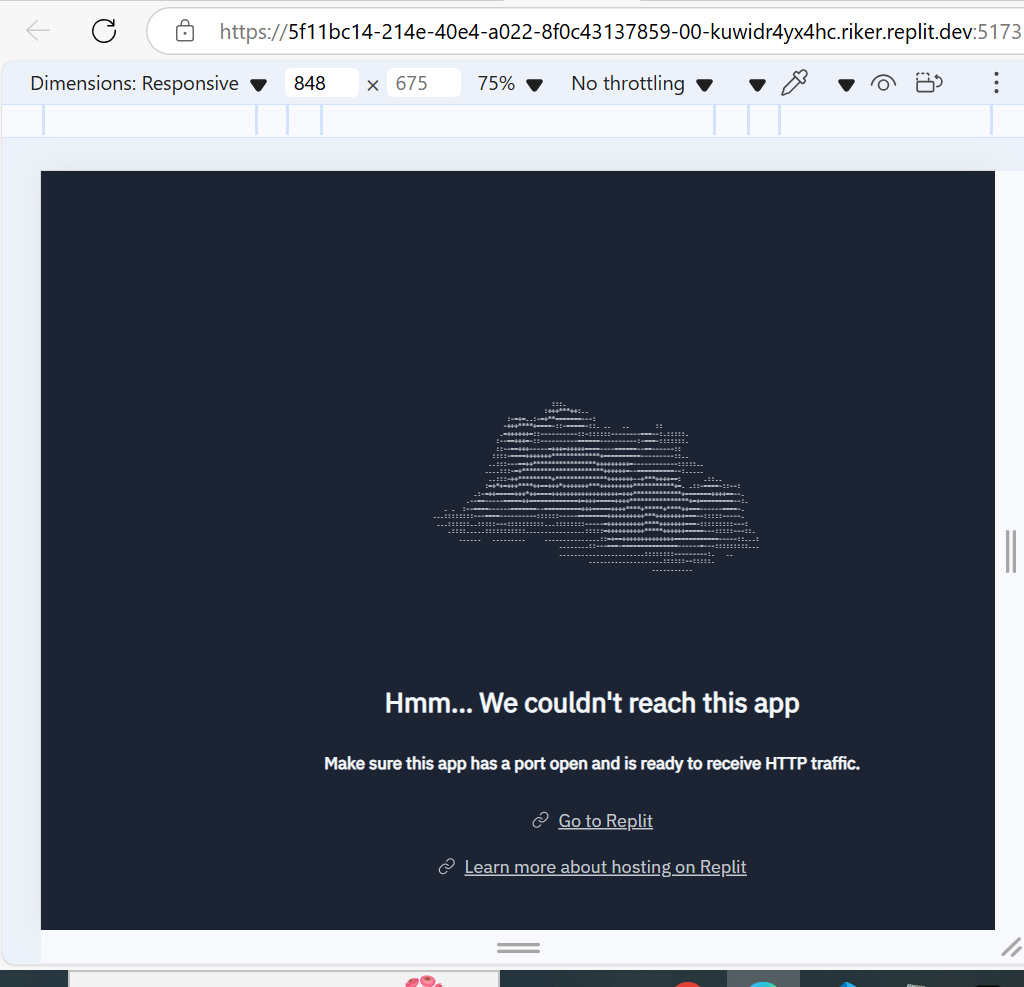 https://5f11bc14-214e-40e4-a022-8f0c43137859-00-kuwidr4yx4hc.riker.replit.dev:5173
Dimensions: Responsive 848 × 675 75% No throttling
Hmm... We couldn't reach this app
Make sure this app has a port open and is ready to receive HTTP traffic.
Go to Replit
Learn more about hosting on Replit